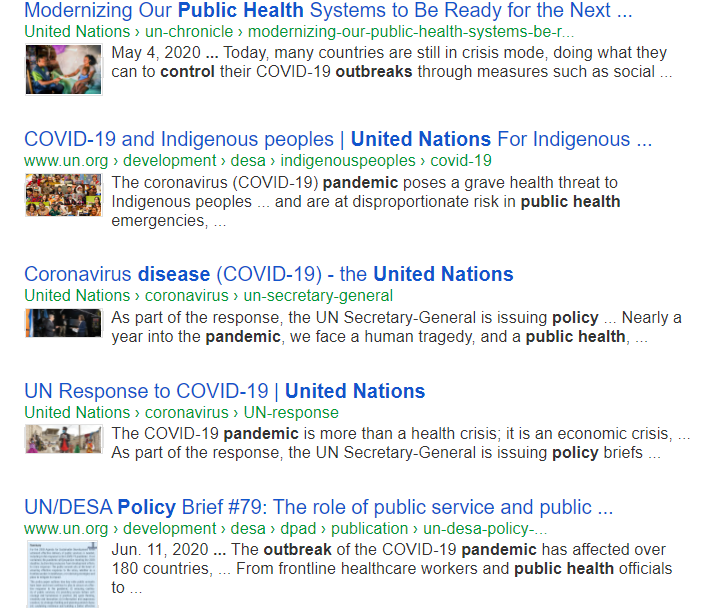 Modernizing Our Public Health Systems to Be Ready for the Next ...
United Nations › un-chronicle › modernizing-our-public-health-systems-be-r...
May 4, 2020 ... Today, many countries are still in crisis mode, doing what they
can to control their COVID-19 outbreaks through measures such as social ...
COVID-19 and Indigenous peoples | United Nations For Indigenous ...
www.un.org › development › desa › indigenouspeoples › covid-19
The coronavirus (COVID-19) pandemic poses a grave health threat to
Indigenous peoples ... and are at disproportionate risk in public health
emergencies, ...
Coronavirus disease (COVID-19) - the United Nations
United Nations › coronavirus › un-secretary-general
As part of the response, the UN Secretary-General is issuing policy ... Nearly a
year into the pandemic, we face a human tragedy, and a public health, ...
UN Response to COVID-19 | United Nations
United Nations › coronavirus › UN-response
The COVID-19 pandemic is more than a health crisis; it is an economic crisis, ...
As part of the response, the UN Secretary-General is issuing policy briefs ...
UN/DESA Policy Brief #79: The role of public service and public ...
www.un.org › development › desa › dpad › publication › un-desa-policy-...
Jun. 11, 2020 ... The outbreak of the COVID-19 pandemic has affected over
180 countries, ... From frontline healthcare workers and public health officials
to ...